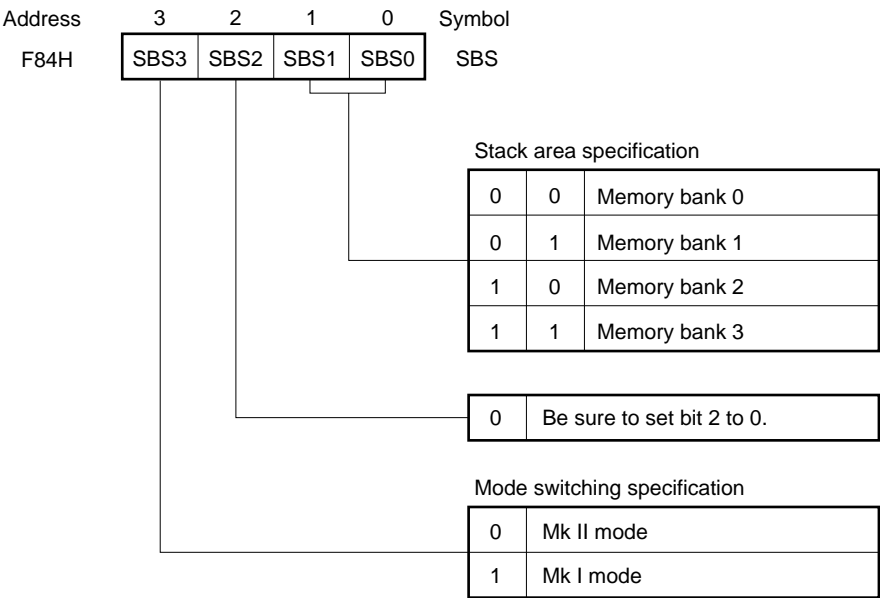 Address 3 2 1 0 Symbol
F84H SBS3 SBS2 SBS1 SBS0 SBS
Stack area specification
0 0 Memory bank 0
0 1 Memory bank 1
1 0 Memory bank 2
1 1 Memory bank 3
0 Be sure to set bit 2 to 0.
Mode switching specification
0 Mk II mode
1 Mk I mode